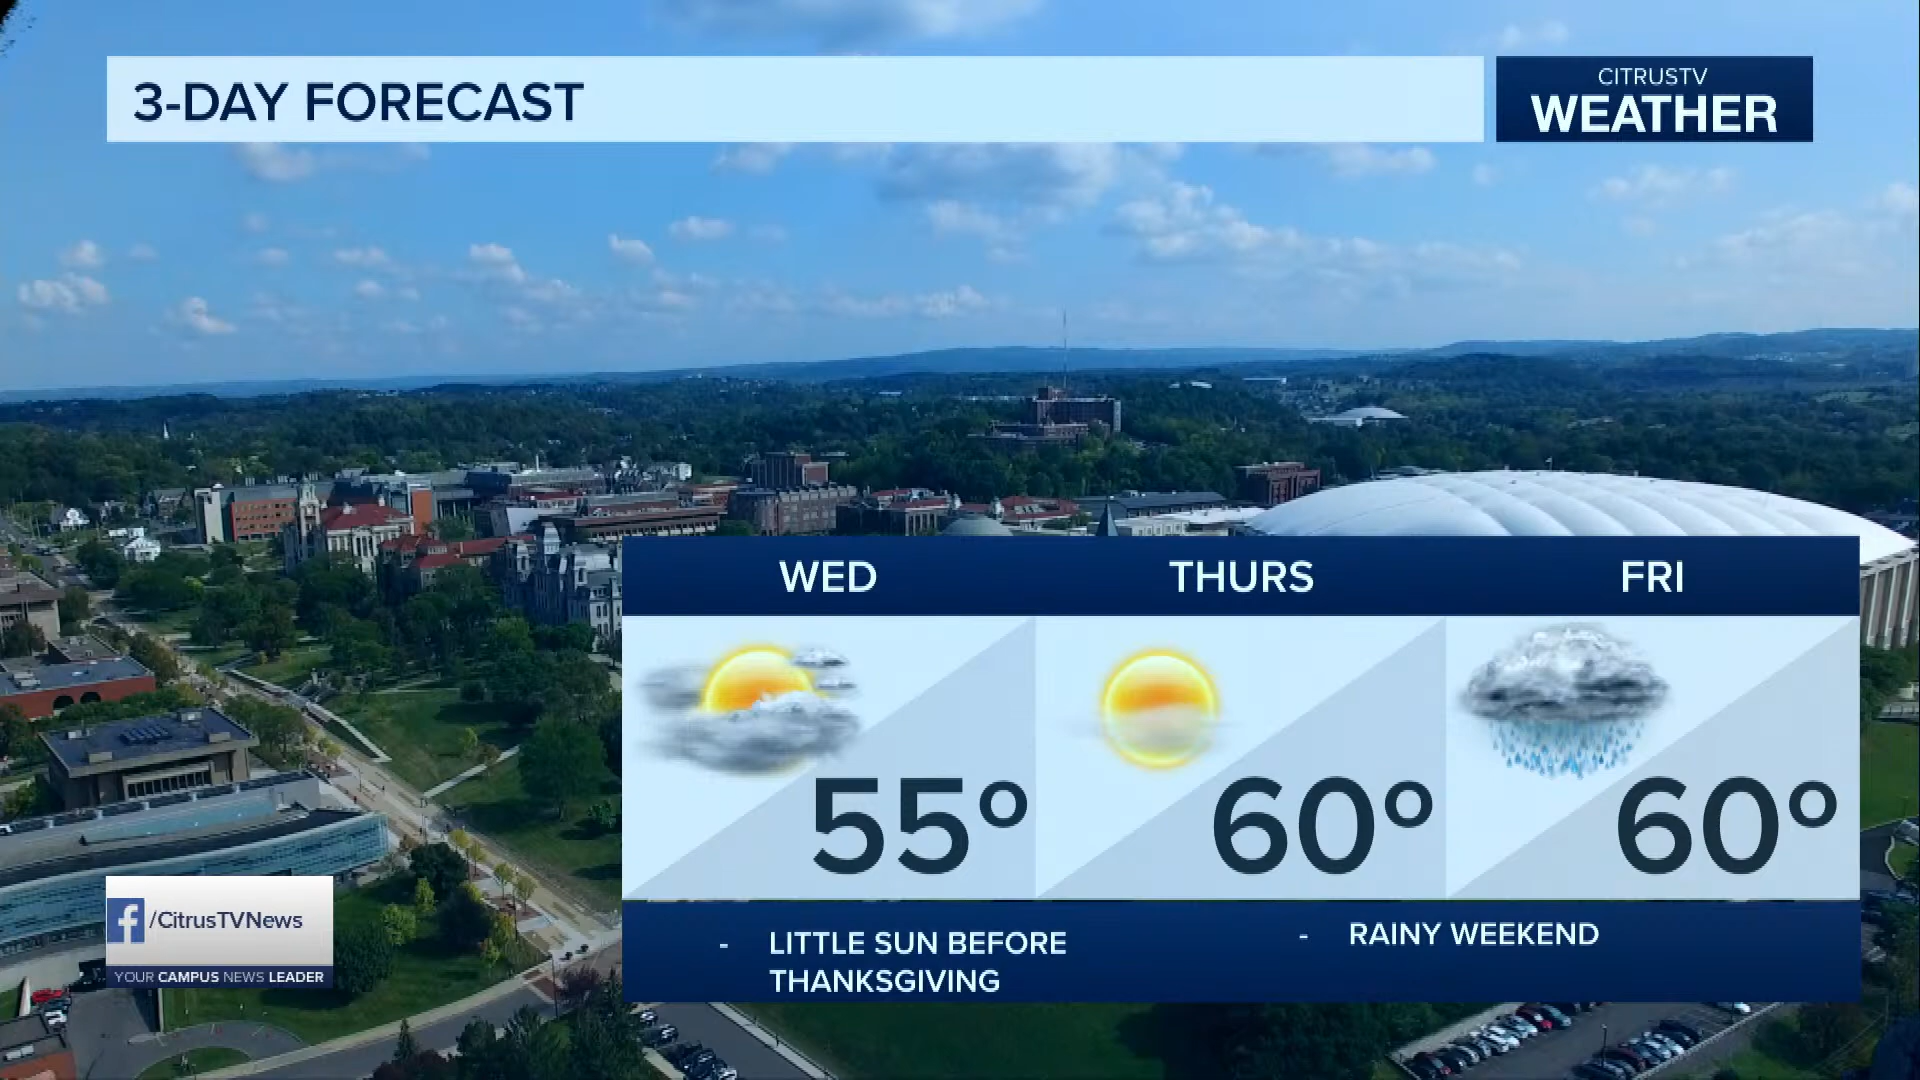 3-DAY FORECAST
CITRUSTV
WEATHER
WED
THURS
FRI
55°
60°
60°
- LITTLE SUN BEFORE
THANKSGIVING
- RAINY WEEKEND
f/CitrusTVNews
YOUR CAMPUS NEWS LEADER